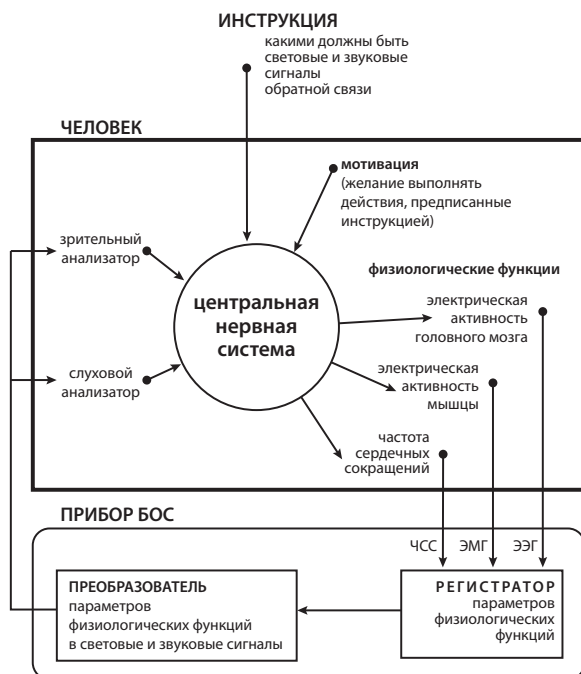 ИНСТРУКЦИЯ
какими должны быть
световые и звуковые
сигналы
обратной связи
ЧЕЛОВЕК
мотивация
(желание выполнять
действия, предписанные
инструкцией)
зрительный
анализатор
физиологические функции
центральная
нервная
система
электрическая
активность
головного мозга
слуховой
анализатор
электрическая
активность
мышцы
частота
сердечных
сокращений
ПРИБОР БОС
ЧСС ЭМГ ЭЭГ
ПРЕОБРАЗОВАТЕЛЬ
параметров
физиологических функций
в световые и звуковые сигналы
РЕГИСТРАТОР
параметров
физиологических
функций